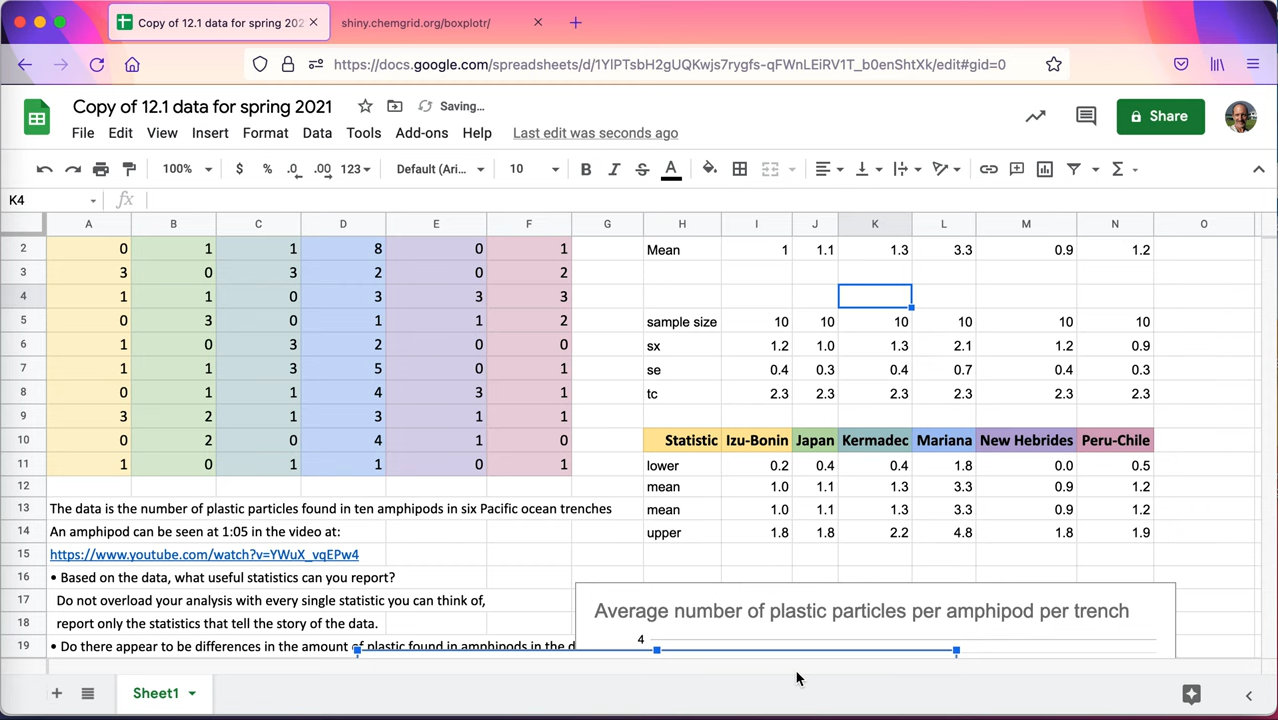 Copy of 12.1 data for spring 202
shiny.chemgrid.org/boxplotr/
https://docs.google.com/spreadsheets/d/1YlPTsbH2gUQKwjs7rygfs-qFWnLEiRV1T_b0enShtXk/edit#gid=0
Copy of 12.1 data for spring 2021
Saving…
File Edit View Insert Format Data Tools Add-ons Help Last edit was seconds ago
Share
100% $ % .0 .00 123 Default (Ari... 10 B I S A Σ
K4 fx
A B C D E F G H I J K L M N O
2 0 1 1 8 0 1 Mean 1 1.1 1.3 3.3 0.9 1.2
3 3 0 3 2 0 2
4 1 1 0 3 3 3
5 0 3 0 1 1 2 sample size 10 10 10 10 10 10
6 1 0 3 2 0 0 sx 1.2 1.0 1.3 2.1 1.2 0.9
7 1 1 3 5 0 1 se 0.4 0.3 0.4 0.7 0.4 0.3
8 0 1 1 4 3 1 tc 2.3 2.3 2.3 2.3 2.3 2.3
9 3 2 1 3 1 1
10 0 2 0 4 1 0 Statistic Izu-Bonin Japan Kermadec Mariana New Hebrides Peru-Chile
11 1 0 1 1 0 1 lower 0.2 0.4 0.4 1.8 0.0 0.5
12 mean 1.0 1.1 1.3 3.3 0.9 1.2
13 The data is the number of plastic particles found in ten amphipods in six Pacific ocean trenches mean 1.0 1.1 1.3 3.3 0.9 1.2
14 An amphipod can be seen at 1:05 in the video at: upper 1.8 1.8 2.2 4.8 1.8 1.9
15 https://www.youtube.com/watch?v=YWuX_vqEPw4
16 • Based on the data, what useful statistics can you report?
17 Do not overload your analysis with every single statistic you can think of,
18 report only the statistics that tell the story of the data.
19 • Do there appear to be differences in the amount of plastic found in amphipods in the d
Average number of plastic particles per amphipod per trench
4
Sheet1